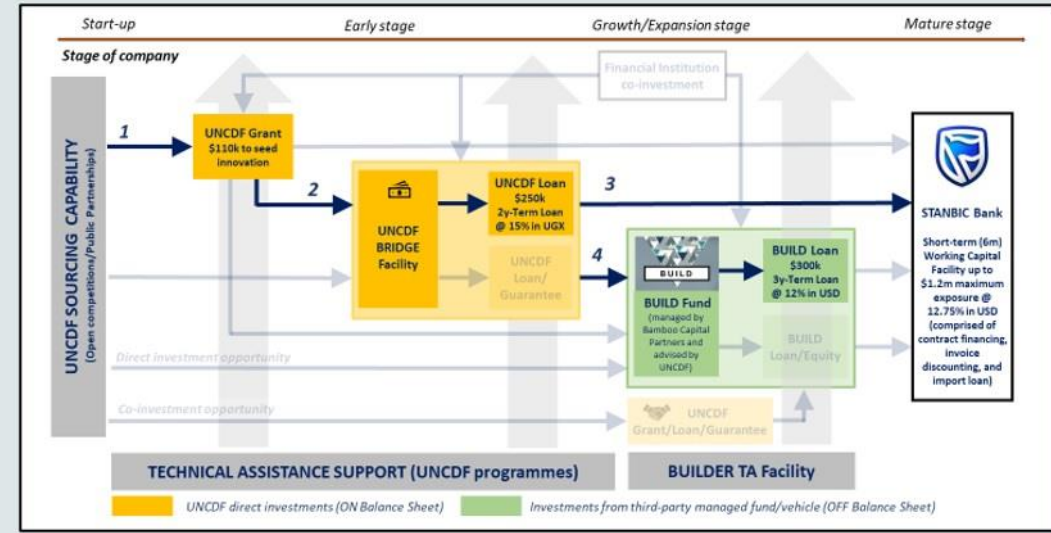 Start-up
Early stage
Growth/Expansion stage
Mature stage
Stage of company
UNCDF SOURCING CAPABILITY
(Open competitions/Public Partnerships)
Financial Institution
co-investment
1
UNCDF Grant
$110k to seed
innovation
2
UNCDF
BRIDGE
Facility
UNCDF Loan
$250k
2y-Term Loan
@ 15% in UGX
UNCDF
Loan/
Guarantee
3
4
BUILD
BUILD Fund
(managed by
Bamboo Capital
Partners and
advised by
UNCDF)
BUILD Loan
$300k
3y-Term Loan
@ 12% in USD
BUILD
Loan/Equity
STANBIC Bank
Short-term (6m)
Working Capital
Facility up to
$1.2m maximum
exposure @
12.75% in USD
(comprised of
contract financing,
invoice
discounting, and
import loan)
Direct investment opportunity
Co-investment opportunity
UNCDF
Grant/Loan/Guarantee
TECHNICAL ASSISTANCE SUPPORT (UNCDF programmes)
BUILDER TA Facility
UNCDF direct investments (ON Balance Sheet)
Investments from third-party managed fund/vehicle (OFF Balance Sheet)